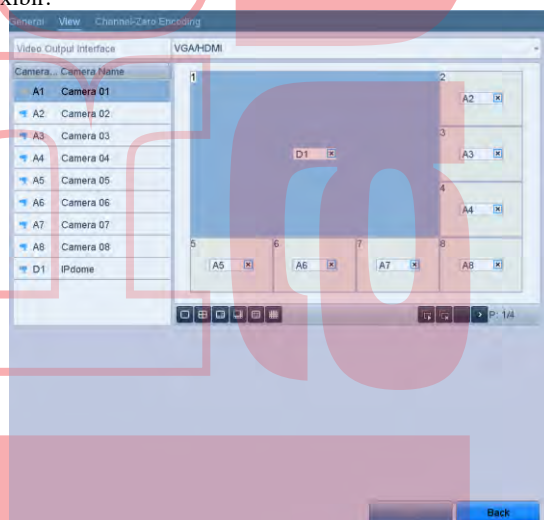 exibir.
General View Channel-Zero Encoding
Video Output Interface VGA/HDMI
Camera... Camera Name
A1 Camera 01
A2 Camera 02
A3 Camera 03
A4 Camera 04
A5 Camera 05
A6 Camera 06
A7 Camera 07
A8 Camera 08
D1 IPdome
1 2
A2
3
D1 A3
4
A4
5 6 7 8
A5 A6 A7 A8
P: 1/4
Back